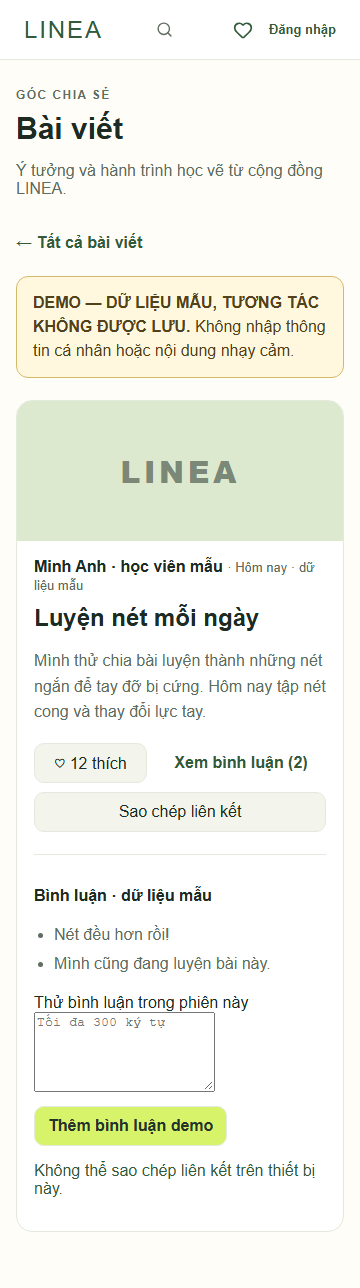 LINEA
Đăng nhập
GÓC CHIA SẺ
Bài viết
Ý tưởng và hành trình học vẽ từ cộng đồng
LINEA.
← Tất cả bài viết
DEMO — DỮ LIỆU MẪU, TƯƠNG TÁC
KHÔNG ĐƯỢC LƯU. Không nhập thông
tin cá nhân hoặc nội dung nhạy cảm.
LINEA
Minh Anh · học viên mẫu · Hôm nay · dữ
liệu mẫu
Luyện nét mỗi ngày
Mình thử chia bài luyện thành những nét
ngắn để tay đỡ bị cứng. Hôm nay tập nét
cong và thay đổi lực tay.
♡ 12 thích
Xem bình luận (2)
Sao chép liên kết
Bình luận · dữ liệu mẫu
• Nét đều hơn rồi!
• Mình cũng đang luyện bài này.
Thử bình luận trong phiên này
Tối đa 300 ký tự
Thêm bình luận demo
Không thể sao chép liên kết trên thiết bị
này.